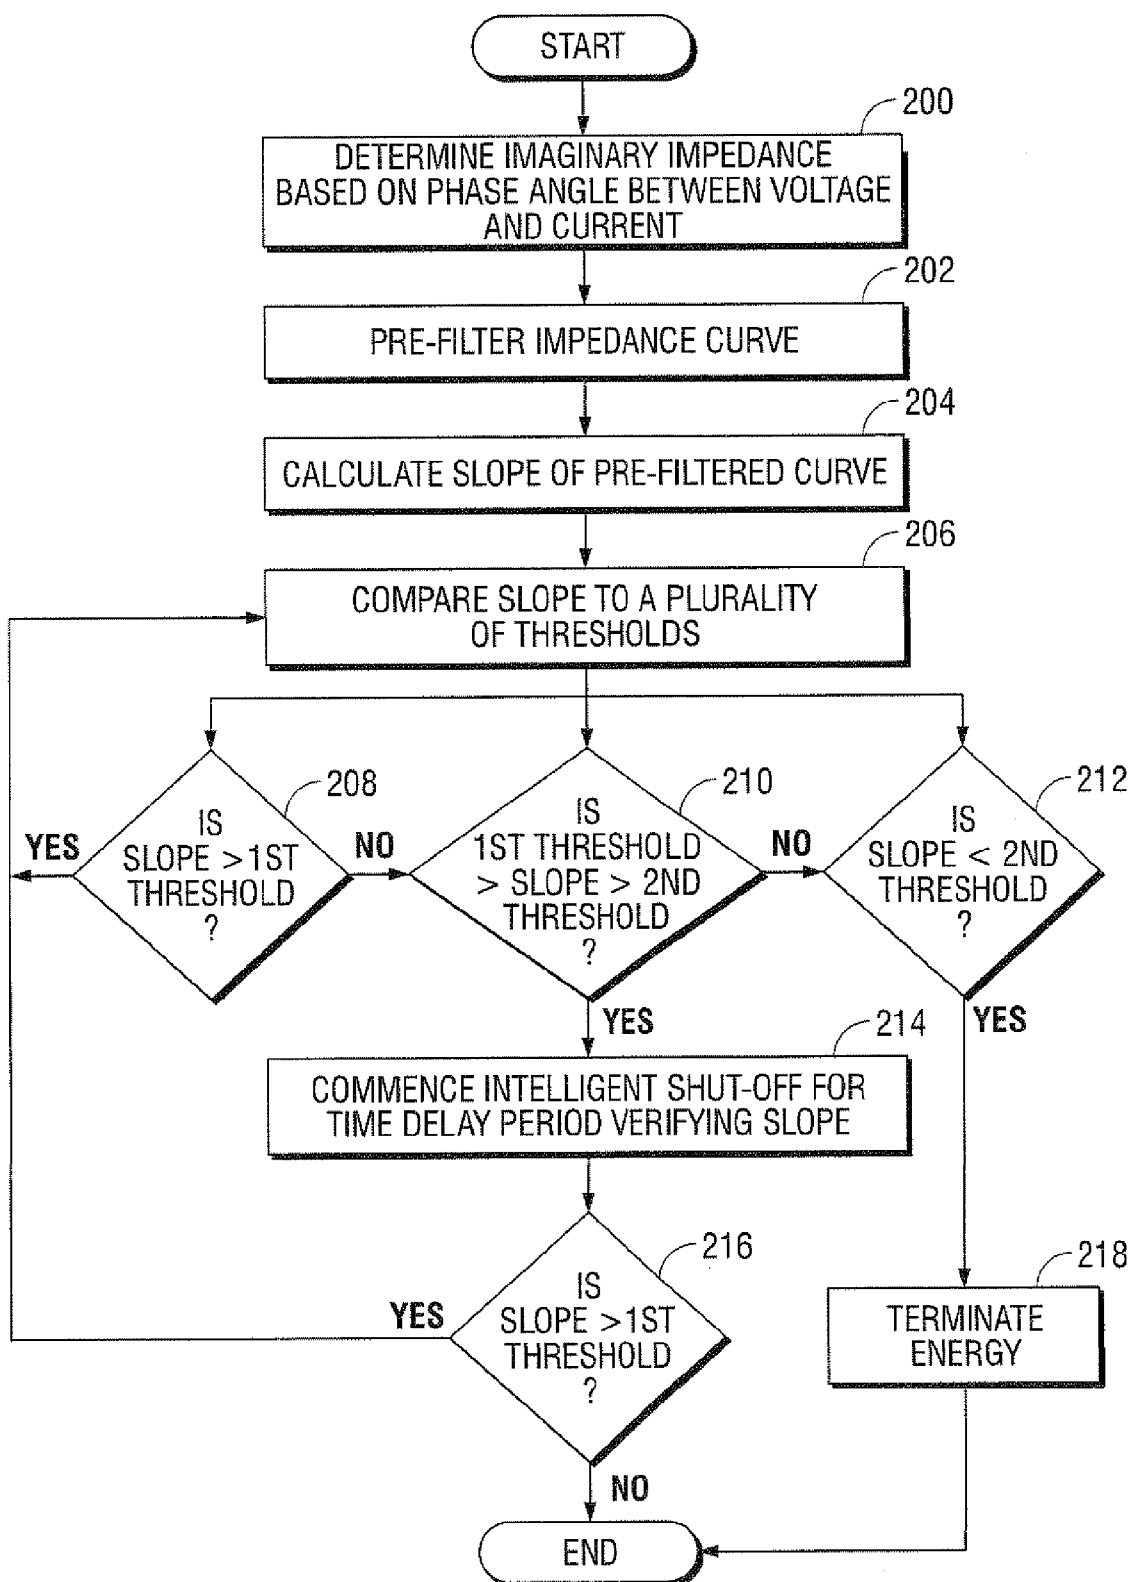 START
200
DETERMINE IMAGINARY IMPEDANCE
BASED ON PHASE ANGLE BETWEEN VOLTAGE
AND CURRENT
202
PRE-FILTER IMPEDANCE CURVE
204
CALCULATE SLOPE OF PRE-FILTERED CURVE
206
COMPARE SLOPE TO A PLURALITY
OF THRESHOLDS
208
YES
IS
SLOPE >1ST
THRESHOLD
?
NO
210
IS
1ST THRESHOLD
> SLOPE > 2ND
THRESHOLD
?
NO
212
IS
SLOPE < 2ND
THRESHOLD
?
YES
YES
214
COMMENCE INTELLIGENT SHUT-OFF FOR
TIME DELAY PERIOD VERIFYING SLOPE
216
YES
IS
SLOPE >1ST
THRESHOLD
?
218
TERMINATE
ENERGY
NO
END